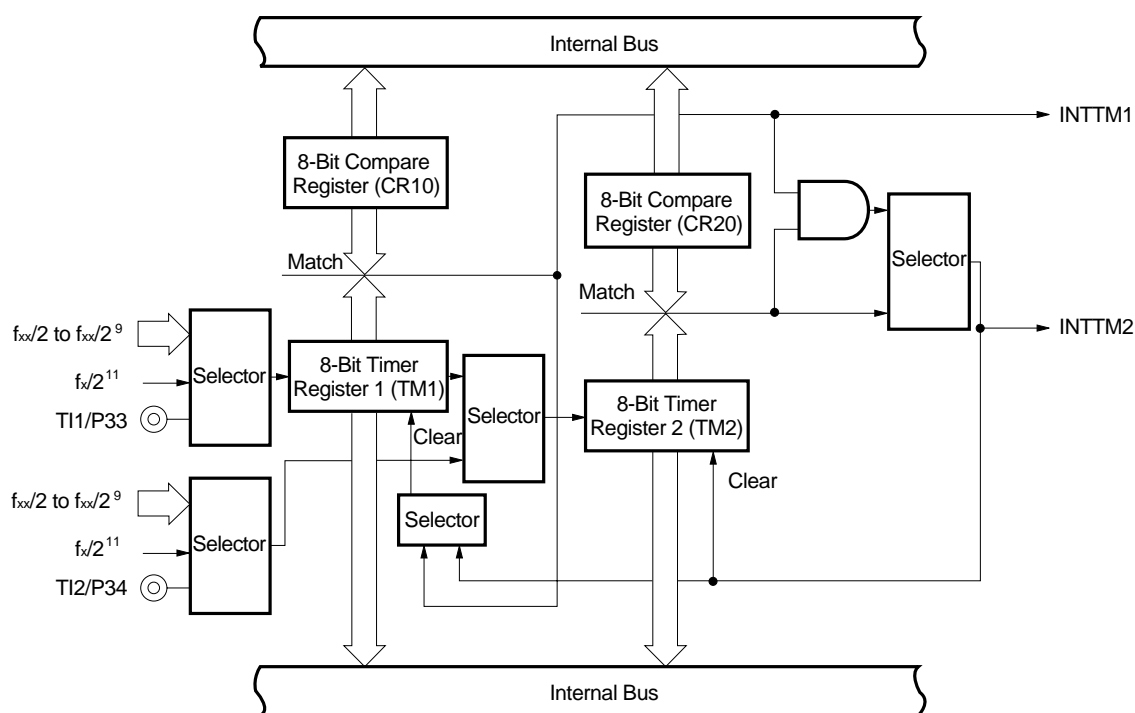 Internal Bus
8-Bit Compare
Register (CR10)
8-Bit Compare
Register (CR20)
INTTM1
Selector
Match
Match
INTTM2
fxx/2 to fxx/2⁹
fx/2¹¹
TI1/P33
Selector
8-Bit Timer
Register 1 (TM1)
Selector
8-Bit Timer
Register 2 (TM2)
Clear
Clear
fxx/2 to fxx/2⁹
fx/2¹¹
TI2/P34
Selector
Selector
Internal Bus